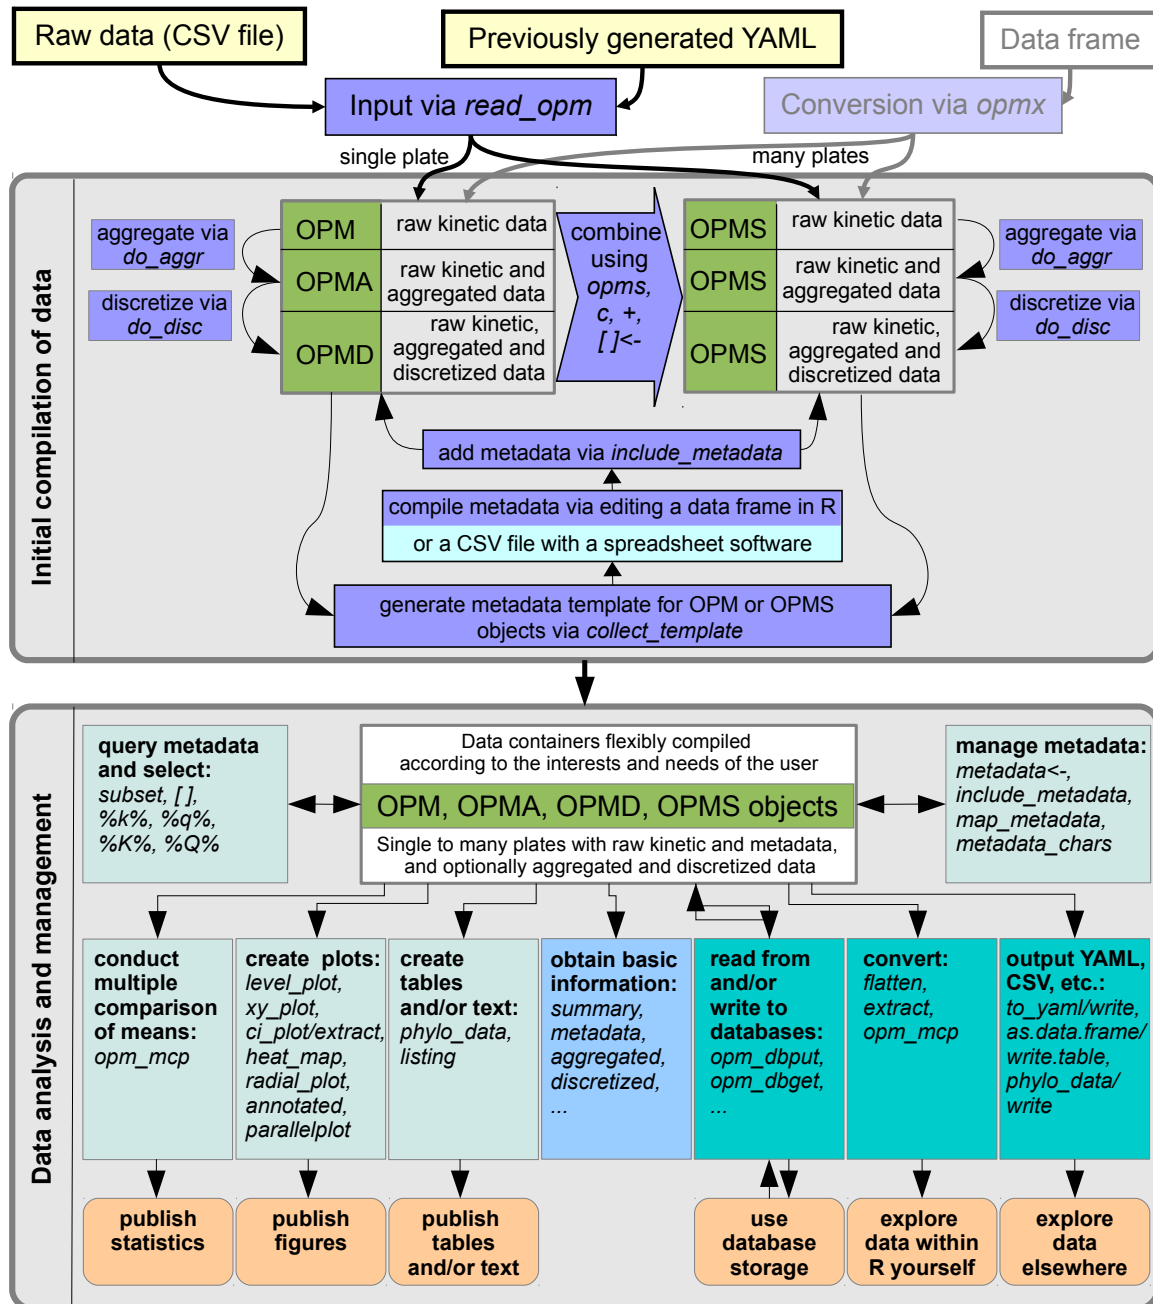 Raw data (CSV file)
Previously generated YAML
Data frame
Input via read_opm
Conversion via opmx
single plate
many plates
Initial compilation of data
aggregate via
do_aggr
discretize via
do_disc
OPM
raw kinetic data
OPMA
raw kinetic and
aggregated data
OPMD
raw kinetic,
aggregated and
discretized data
combine
using
opms,
c, +,
[ ]<-
OPMS
raw kinetic data
OPMS
raw kinetic and
aggregated data
OPMS
raw kinetic,
aggregated and
discretized data
aggregate via
do_aggr
discretize via
do_disc
add metadata via include_metadata
compile metadata via editing a data frame in R
or a CSV file with a spreadsheet software
generate metadata template for OPM or OPMS
objects via collect_template
Data analysis and management
query metadata
and select:
subset, [ ],
%k%, %q%,
%K%, %Q%
Data containers flexibly compiled
according to the interests and needs of the user
OPM, OPMA, OPMD, OPMS objects
Single to many plates with raw kinetic and metadata,
and optionally aggregated and discretized data
manage metadata:
metadata<-,
include_metadata,
map_metadata,
metadata_chars
conduct
multiple
comparison
of means:
opm_mcp
create plots:
level_plot,
xy_plot,
ci_plot/extract,
heat_map,
radial_plot,
annotated,
parallelplot
create
tables
and/or text:
phylo_data,
listing
obtain basic
information:
summary,
metadata,
aggregated,
discretized,
...
read from
and/or
write to
databases:
opm_dbput,
opm_dbget,
...
convert:
flatten,
extract,
opm_mcp
output YAML,
CSV, etc.:
to_yaml/write,
as.data.frame/
write.table,
phylo_data/
write
publish
statistics
publish
figures
publish
tables
and/or text
use
database
storage
explore
data within
R yourself
explore
data
elsewhere